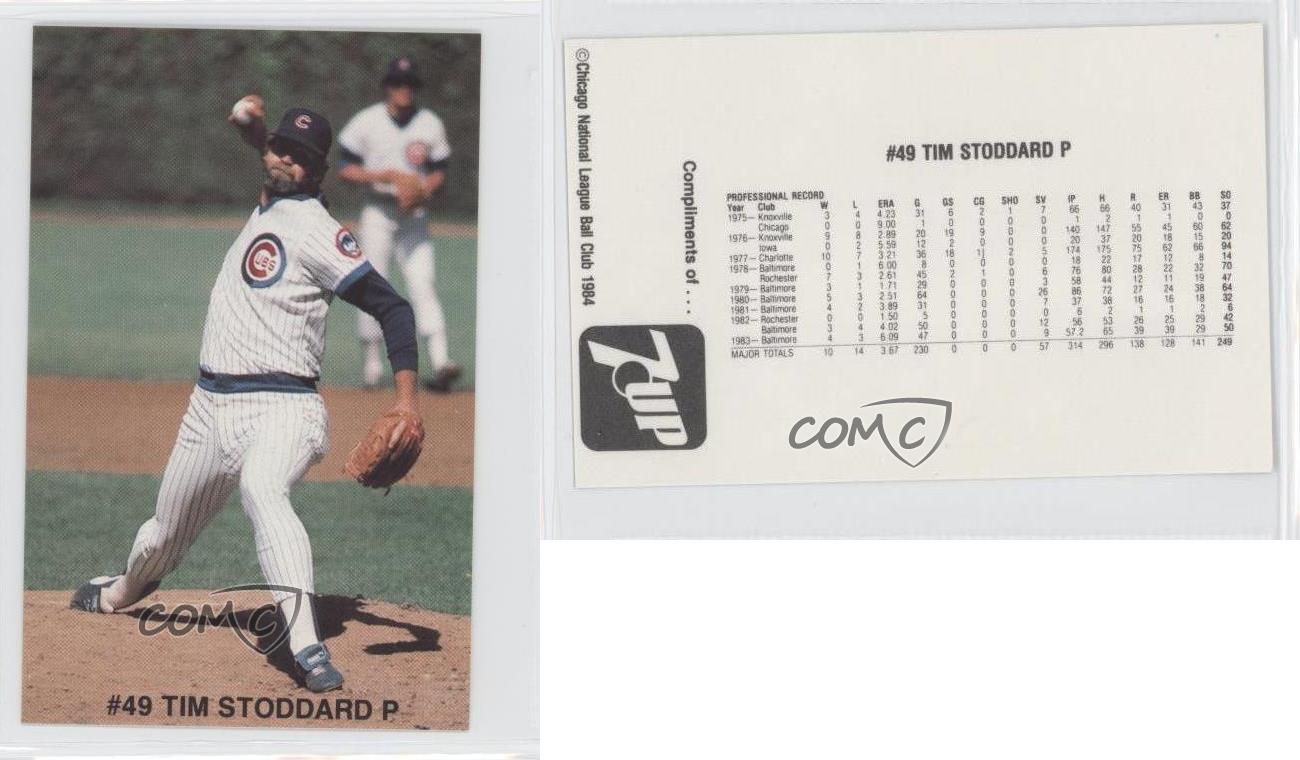 C
CUBS
COMC
#49 TIM STODDARD P
©Chicago National League Ball Club 1984
Compliments of . . .
7UP
#49 TIM STODDARD P
PROFESSIONAL RECORD
Year Club W L ERA G GS CG SHO SV IP H R ER BB SO
1975— Knoxville 3 4 4.23 31 6 2 1 7 66 66 40 31 43 37
Chicago 0 0 9.00 1 0 0 0 0 1 2 1 1 0 0
1976— Knoxville 9 8 2.89 20 19 9 0 0 140 147 55 45 60 62
Iowa 0 2 5.59 12 2 0 0 0 20 37 20 18 15 20
1977— Charlotte 10 7 3.21 36 18 11 2 5 174 175 75 62 66 94
1978— Baltimore 0 1 6.00 8 0 0 0 0 18 22 17 12 8 14
Rochester 7 3 2.61 45 2 1 0 6 76 80 28 22 32 70
1979— Baltimore 3 1 1.71 29 0 0 0 3 58 44 12 11 19 47
1980— Baltimore 5 3 2.51 64 0 0 0 26 86 72 27 24 38 64
1981— Baltimore 4 2 3.89 31 0 0 0 7 37 38 16 16 18 32
1982— Rochester 0 0 1.50 5 0 0 0 0 6 2 1 1 2 6
Baltimore 3 4 4.02 50 0 0 0 12 56 53 26 25 29 42
1983— Baltimore 4 3 6.09 47 0 0 0 9 57.2 65 39 39 29 50
MAJOR TOTALS 10 14 3.67 230 0 0 0 57 314 296 138 128 141 249
COMC